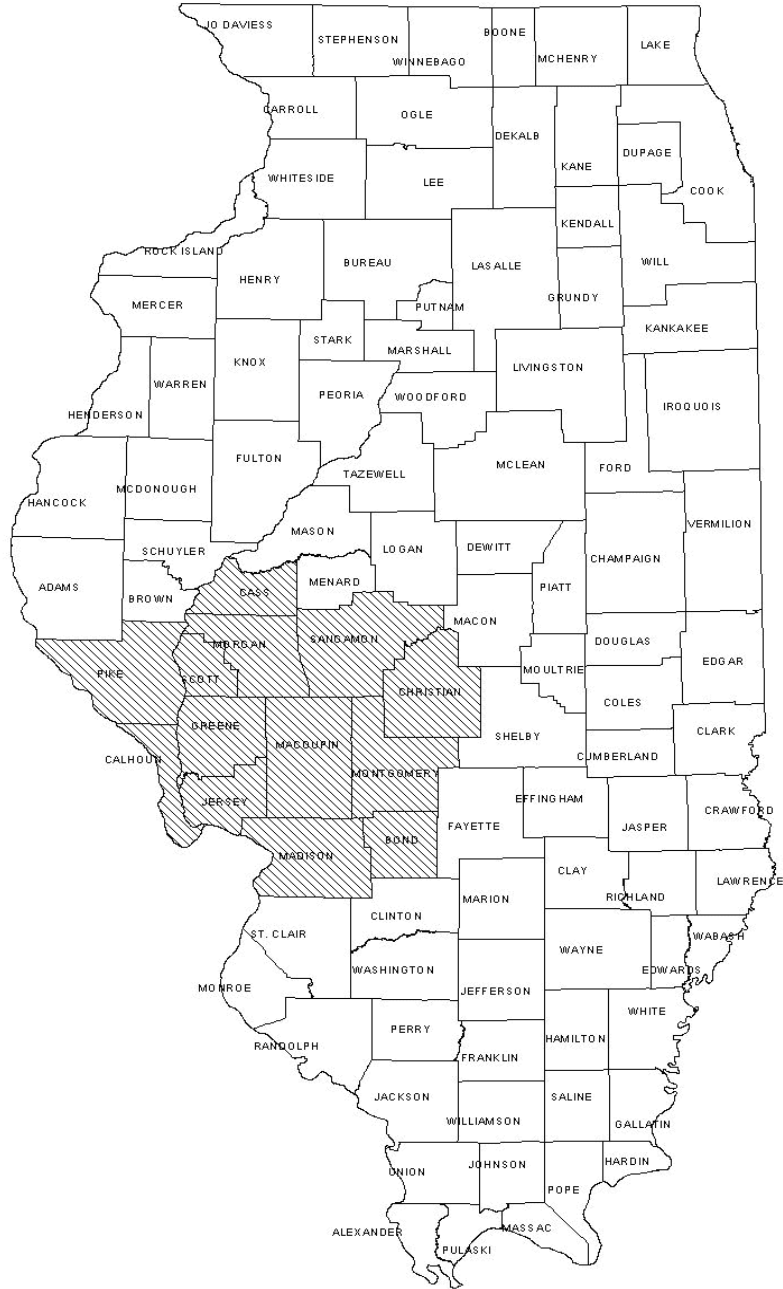 JO DAVIESS
STEPHENSON
WINNEBAGO
BOONE
MCHENRY
LAKE
CARROLL
OGLE
DEKALB
KANE
DUPAGE
COOK
WHITESIDE
LEE
KENDALL
ROCK ISLAND
HENRY
BUREAU
LASALLE
GRUNDY
WILL
MERCER
PUTNAM
KANKAKEE
STARK
MARSHALL
KNOX
WARREN
PEORIA
WOODFORD
LIVINGSTON
IROQUOIS
HENDERSON
FULTON
TAZEWELL
MCLEAN
FORD
HANCOCK
MCDONOUGH
MASON
LOGAN
DEWITT
VERMILION
SCHUYLER
CHAMPAIGN
ADAMS
BROWN
CASS
MENARD
PIATT
MACON
MORGAN
SANGAMON
DOUGLAS
EDGAR
PIKE
SCOTT
CHRISTIAN
MOULTRIE
COLES
GREENE
MACOUPIN
SHELBY
CLARK
CALHOUN
MONTGOMERY
CUMBERLAND
JERSEY
EFFINGHAM
CRAWFORD
FAYETTE
JASPER
MADISON
BOND
CLAY
RICHLAND
LAWRENCE
CLINTON
MARION
ST. CLAIR
WAYNE
WABASH
WASHINGTON
EDWARDS
MONROE
JEFFERSON
WHITE
RANDOLPH
PERRY
HAMILTON
FRANKLIN
JACKSON
SALINE
WILLIAMSON
GALLATIN
UNION
JOHNSON
HARDIN
POPE
ALEXANDER
MASSAC
PULASKI